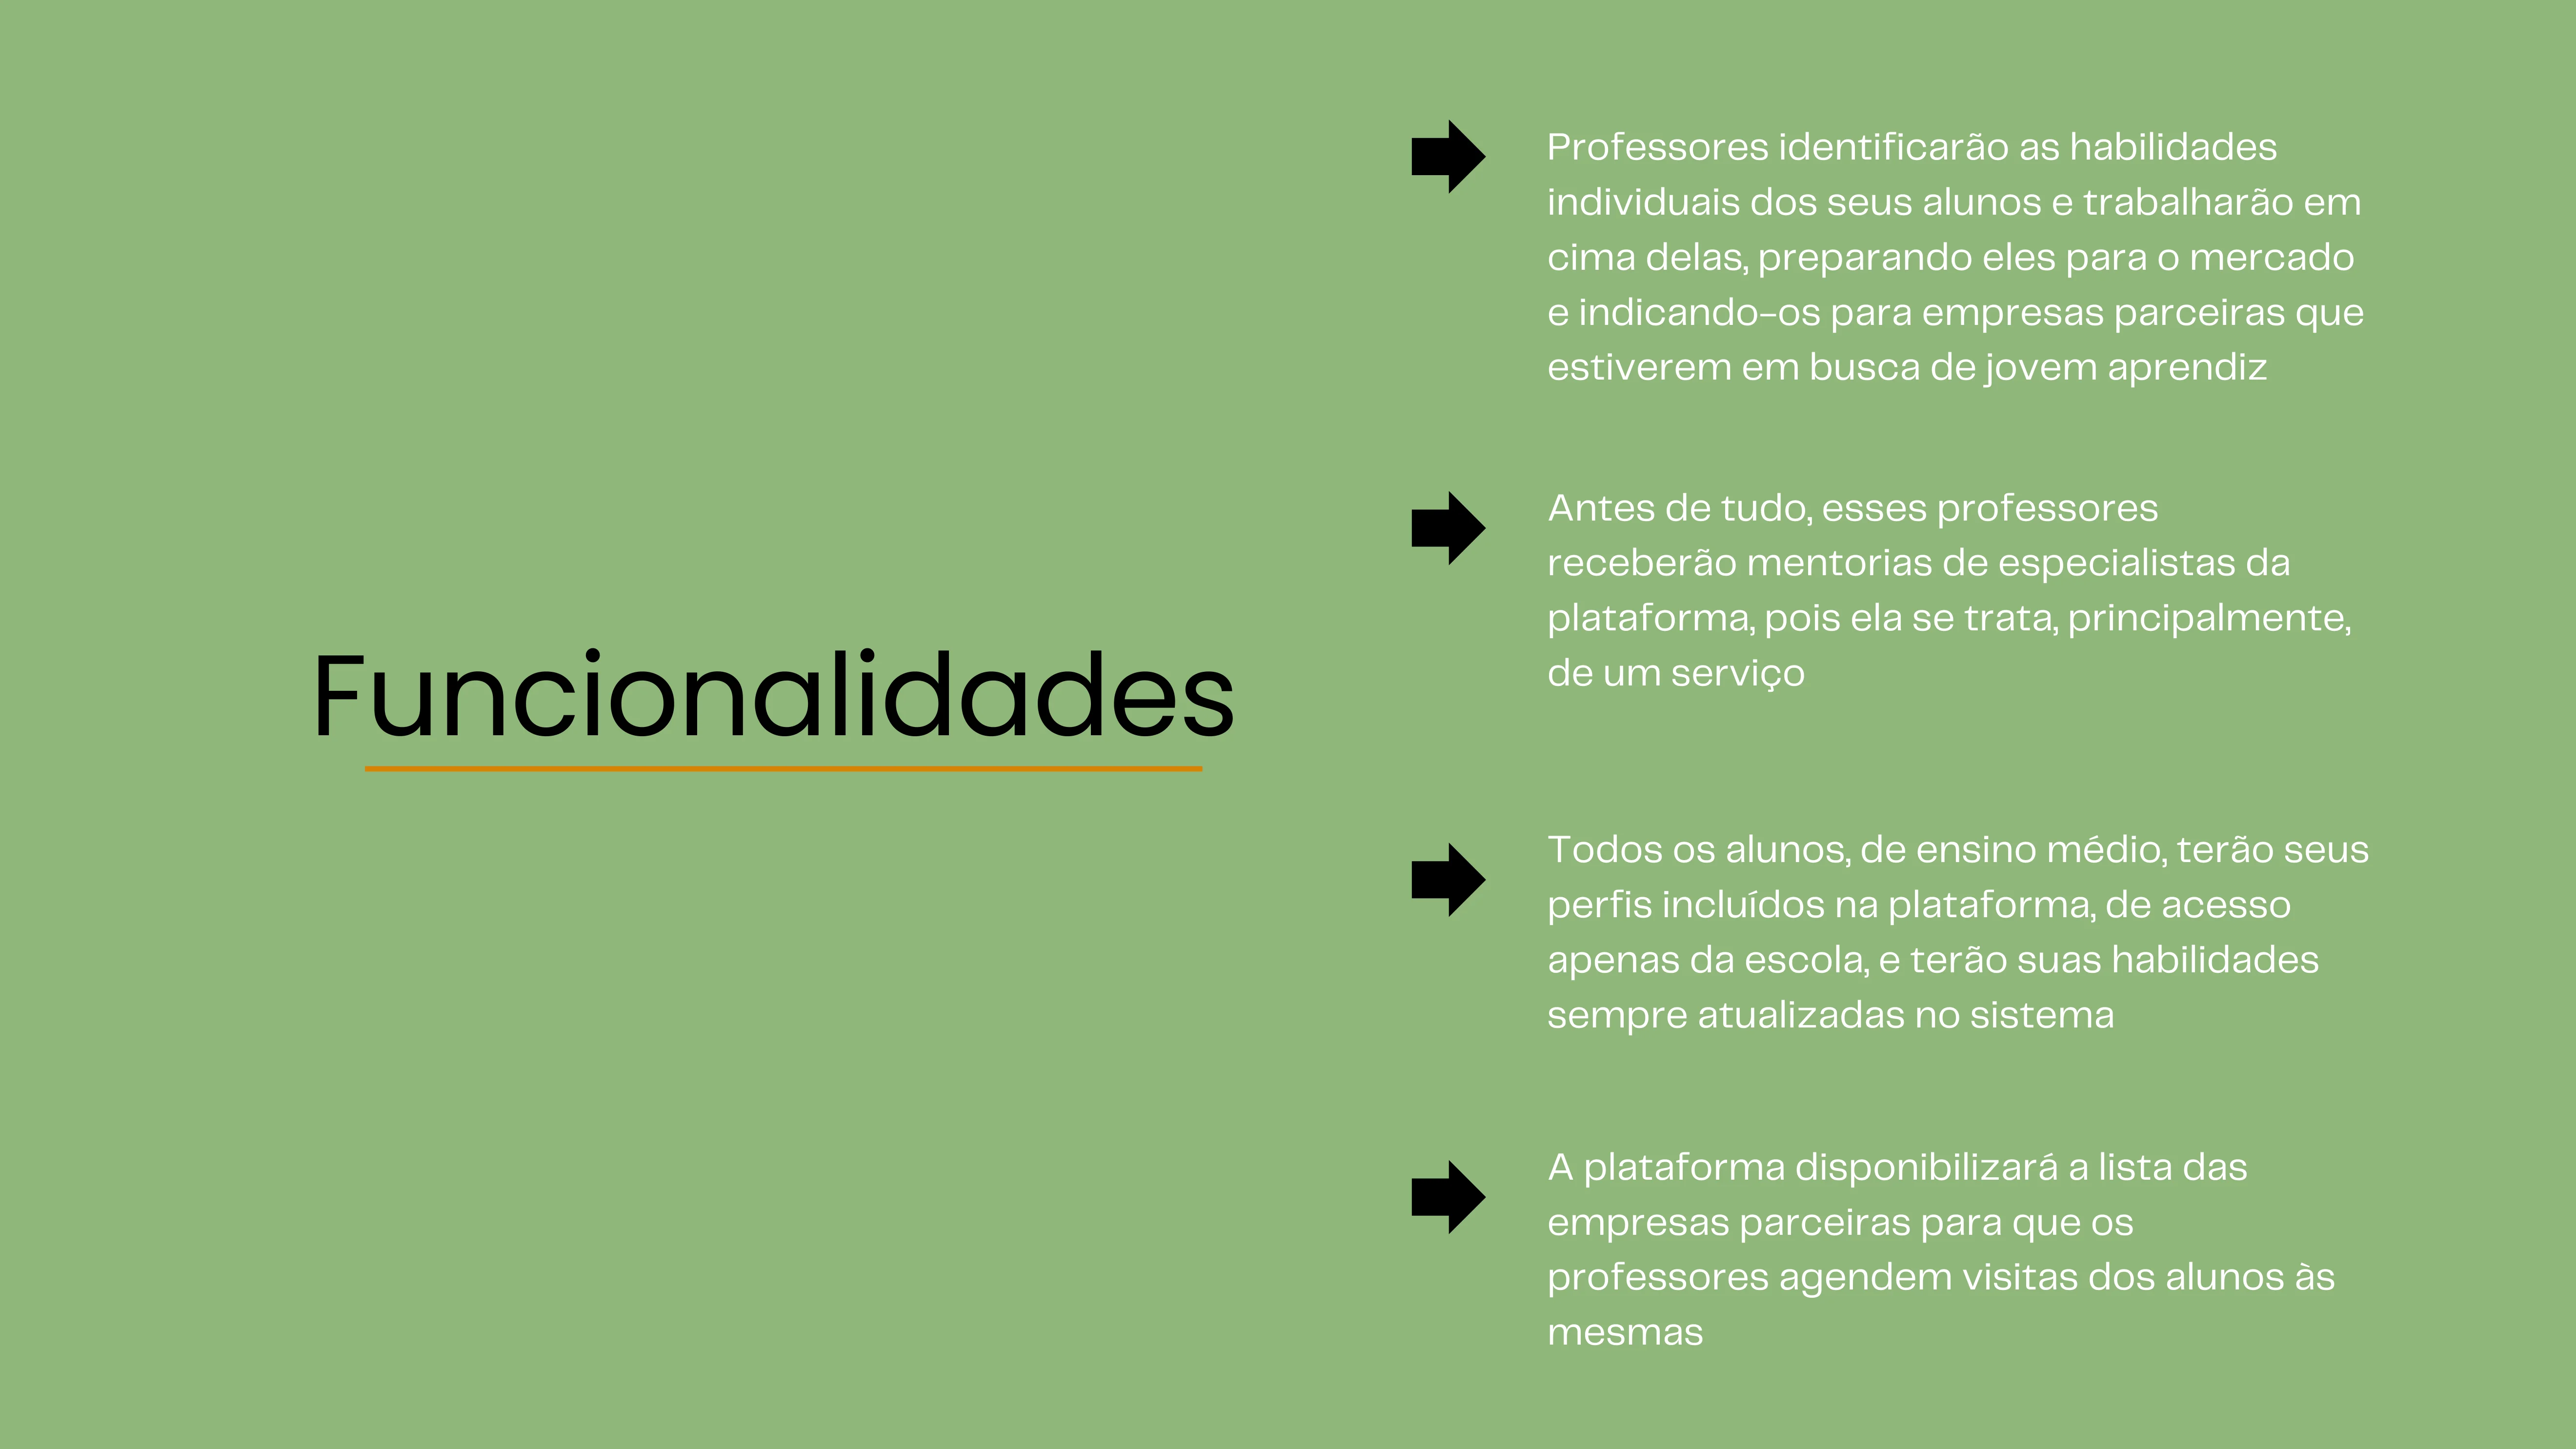 Funcionalidades
Professores identificarão as habilidades
individuais dos seus alunos e trabalharão em
cima delas, preparando eles para o mercado
e indicando-os para empresas parceiras que
estiverem em busca de jovem aprendiz
Antes de tudo, esses professores
receberão mentorias de especialistas da
plataforma, pois ela se trata, principalmente,
de um serviço
Todos os alunos, de ensino médio, terão seus
perfis incluídos na plataforma, de acesso
apenas da escola, e terão suas habilidades
sempre atualizadas no sistema
A plataforma disponibilizará a lista das
empresas parceiras para que os
professores agendem visitas dos alunos às
mesmas